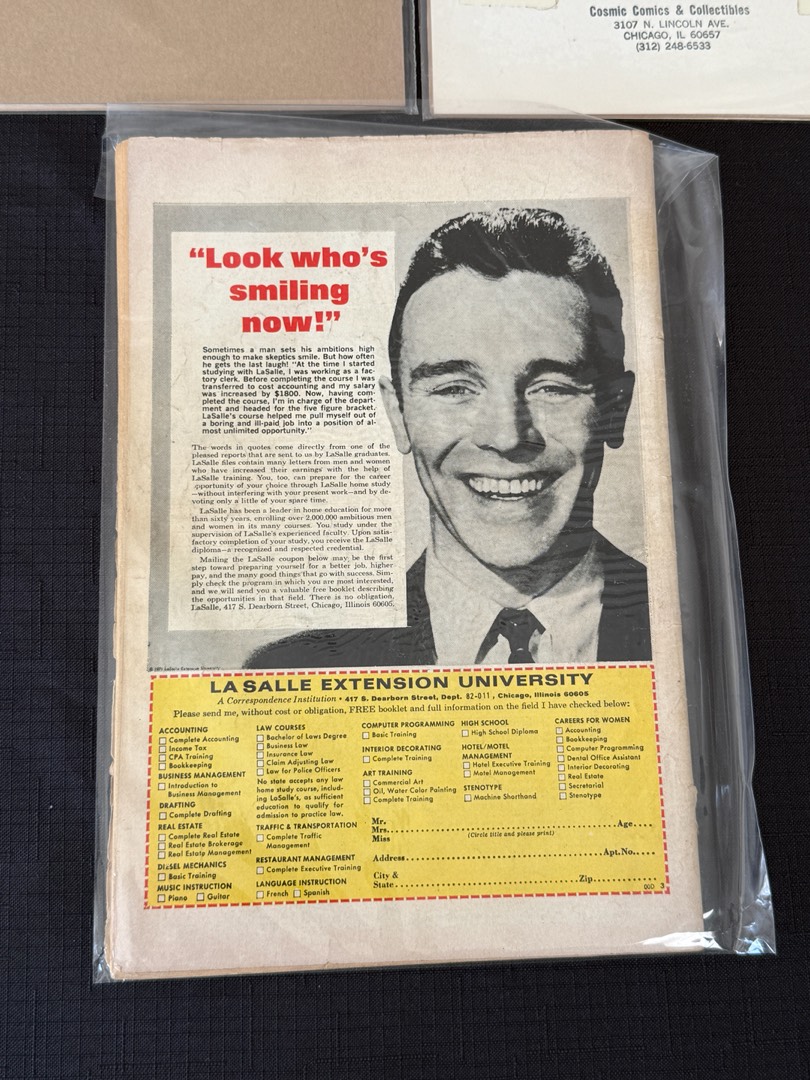 Cosmic Comics & Collectibles
3107 N. LINCOLN AVE.
CHICAGO, IL 60657
(312) 248-6533
“Look who’s
smiling
now!”
Sometimes a man sets his ambitions high
enough to make skeptics smile. But how often
he gets the last laugh! “At the time I started
studying with LaSalle, I was working as a fac-
tory clerk. Before completing the course I was
transferred to cost accounting and my salary
was increased by $1800. Now, having com-
pleted the course, I’m in charge of the depart-
ment and headed for the five figure bracket.
LaSalle’s course helped me pull myself out of
a boring and ill-paid job into a position of al-
most unlimited opportunity.”
The words in quotes come directly from one of the
pleased reports that are sent to us by LaSalle graduates.
LaSalle files contain many letters from men and women
who have increased their earnings with the help of
LaSalle training. You, too, can prepare for the career
opportunity of your choice through LaSalle home study
—without interfering with your present work—and by de-
voting only a little of your spare time.
LaSalle has been a leader in home education for more
than sixty years, enrolling over 2,000,000 ambitious men
and women in its many courses. You study under the
supervision of LaSalle’s experienced faculty. Upon satis-
factory completion of your study, you receive the LaSalle
diploma—a recognized and respected credential.
Mailing the LaSalle coupon below may be the first
step toward preparing yourself for a better job, higher
pay, and the many good things that go with success. Sim-
ply check the program in which you are most interested,
and we will send you a valuable free booklet describing
the opportunities in that field. There is no obligation.
LaSalle, 417 S. Dearborn Street, Chicago, Illinois 60605.
© 1971 LaSalle Extension University
LA SALLE EXTENSION UNIVERSITY
A Correspondence Institution • 417 S. Dearborn Street, Dept. 82-011, Chicago, Illinois 60605
Please send me, without cost or obligation, FREE booklet and full information on the field I have checked below:
ACCOUNTING
Complete Accounting
Income Tax
CPA Training
Bookkeeping
BUSINESS MANAGEMENT
Introduction to
Business Management
DRAFTING
Complete Drafting
REAL ESTATE
Complete Real Estate
Real Estate Brokerage
Real Estate Management
DIESEL MECHANICS
Basic Training
MUSIC INSTRUCTION
Piano Guitar
LAW COURSES
Bachelor of Laws Degree
Business Law
Insurance Law
Claim Adjusting Law
Law for Police Officers
No state accepts any law
home study course, includ-
ing LaSalle's, as sufficient
education to qualify for
admission to practice law.
TRAFFIC & TRANSPORTATION
Complete Traffic
Management
RESTAURANT MANAGEMENT
Complete Executive Training
LANGUAGE INSTRUCTION
French Spanish
COMPUTER PROGRAMMING
Basic Training
INTERIOR DECORATING
Complete Training
ART TRAINING
Commercial Art
Oil, Water Color Painting
Complete Training
HIGH SCHOOL
High School Diploma
HOTEL/MOTEL
MANAGEMENT
Hotel Executive Training
Motel Management
STENOTYPE
Machine Shorthand
CAREERS FOR WOMEN
Accounting
Bookkeeping
Computer Programming
Dental Office Assistant
Interior Decorating
Real Estate
Secretarial
Stenotype
Mr.
Mrs. Age
Miss
(Circle title and please print)
Address Apt. No.
City &
State Zip
3